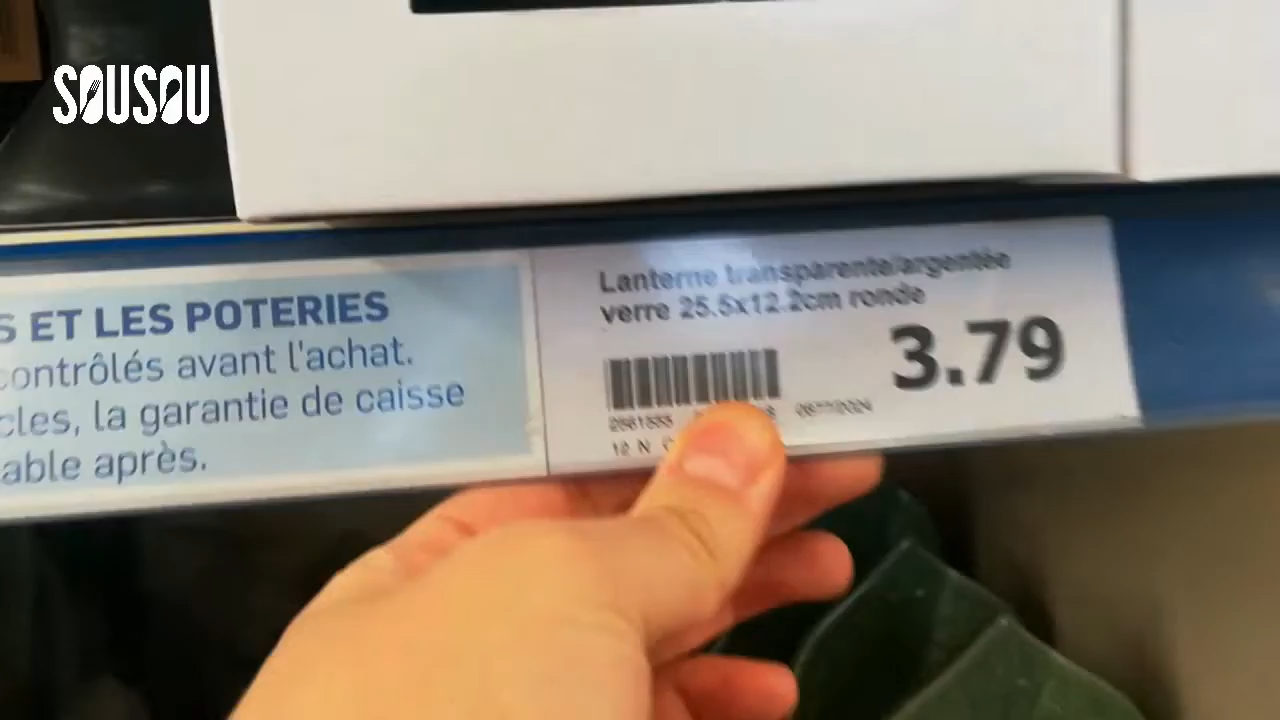 SOUSOU
S ET LES POTERIES
contrôlés avant l'achat.
cles, la garantie de caisse
able après.
Lanterne transparente/argentée
verre 25.5x12.2cm ronde
3.79
12 N